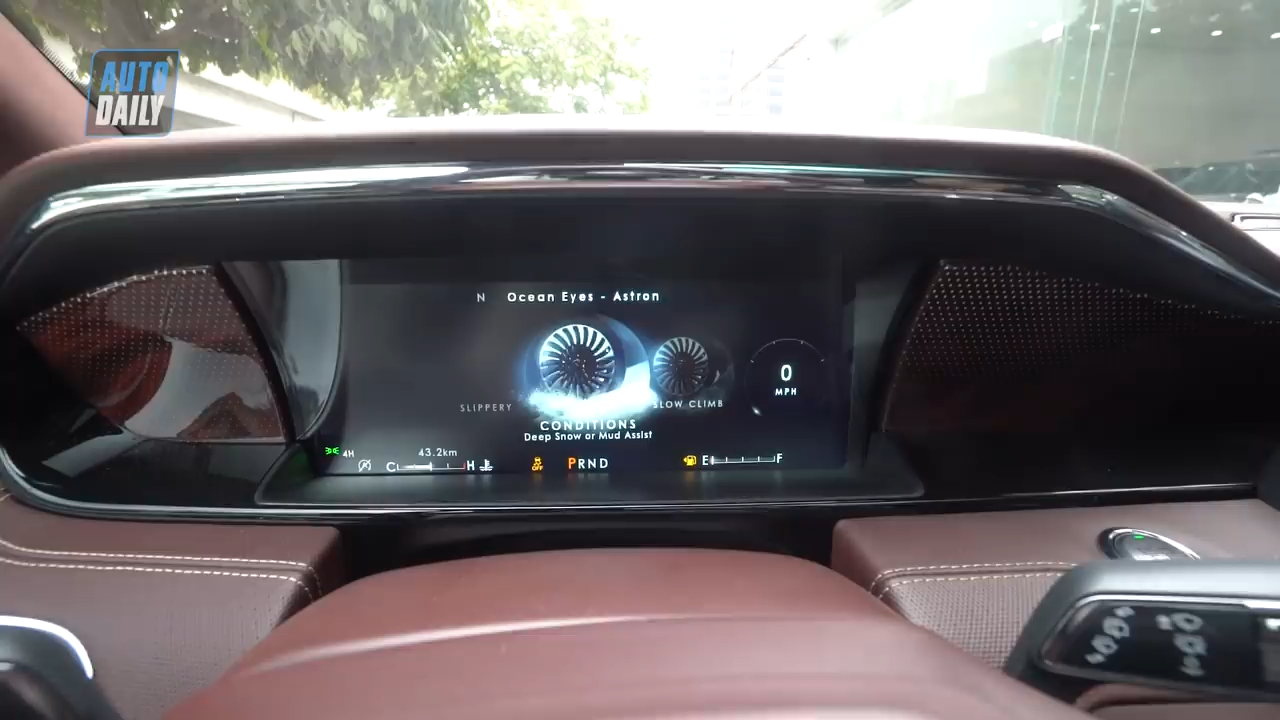 AUTO
DAILY
N Ocean Eyes - Astron
0
MPH
SLIPPERY
SLOW CLIMB
CONDITIONS
Deep Snow or Mud Assist
4H
43.2km
C H
OFF
PRND
E F